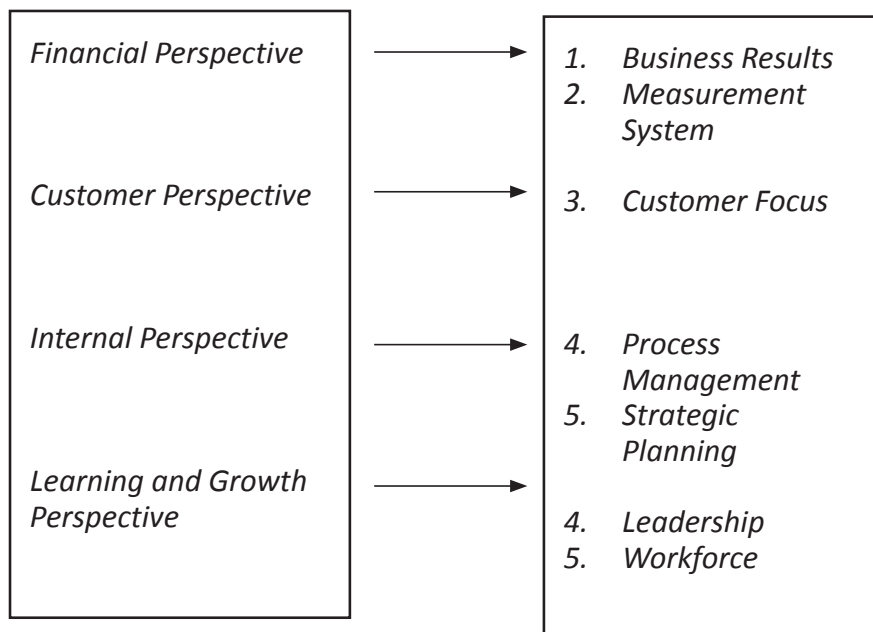 Financial Perspective
Customer Perspective
Internal Perspective
Learning and Growth
Perspective
1. Business Results
2. Measurement
System
3. Customer Focus
4. Process
Management
5. Strategic
Planning
4. Leadership
5. Workforce